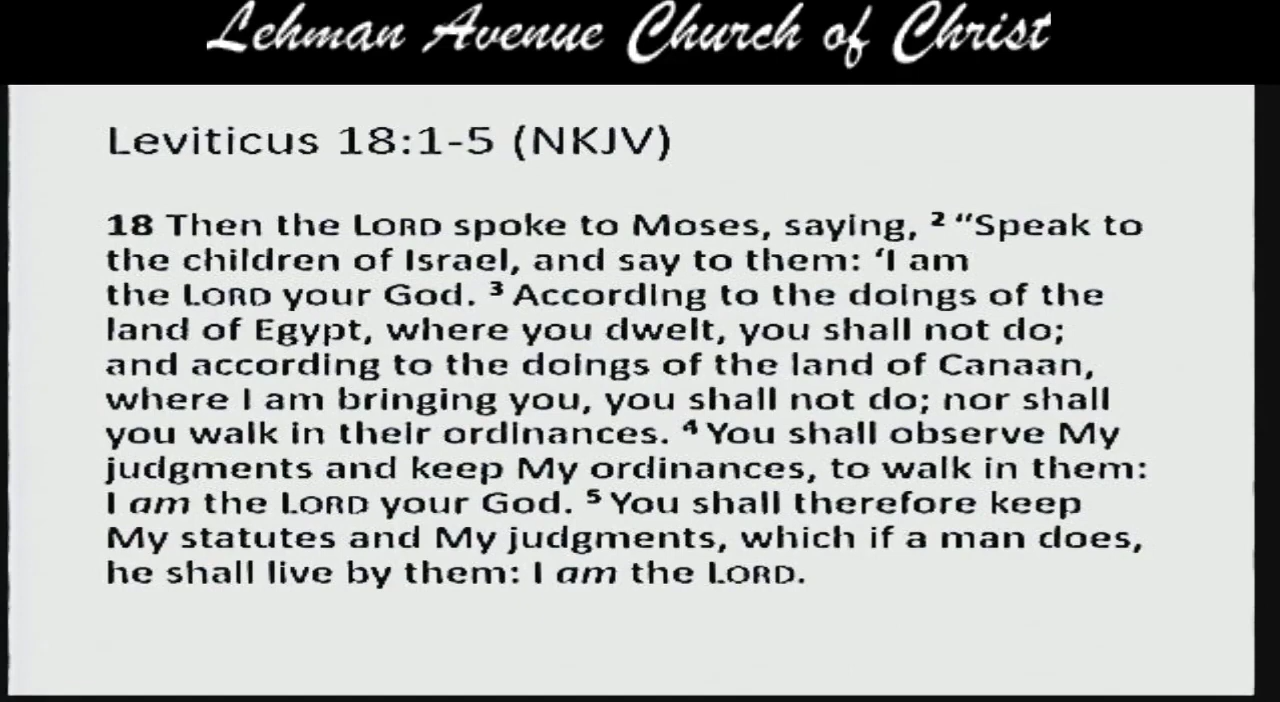 Lehman Avenue Church of Christ
Leviticus 18:1-5 (NKJV)
18 Then the LORD spoke to Moses, saying, ² “Speak to
the children of Israel, and say to them: ‘I am
the LORD your God. ³ According to the doings of the
land of Egypt, where you dwelt, you shall not do;
and according to the doings of the land of Canaan,
where I am bringing you, you shall not do; nor shall
you walk in their ordinances. ⁴ You shall observe My
judgments and keep My ordinances, to walk in them:
I am the LORD your God. ⁵ You shall therefore keep
My statutes and My judgments, which if a man does,
he shall live by them: I am the LORD.